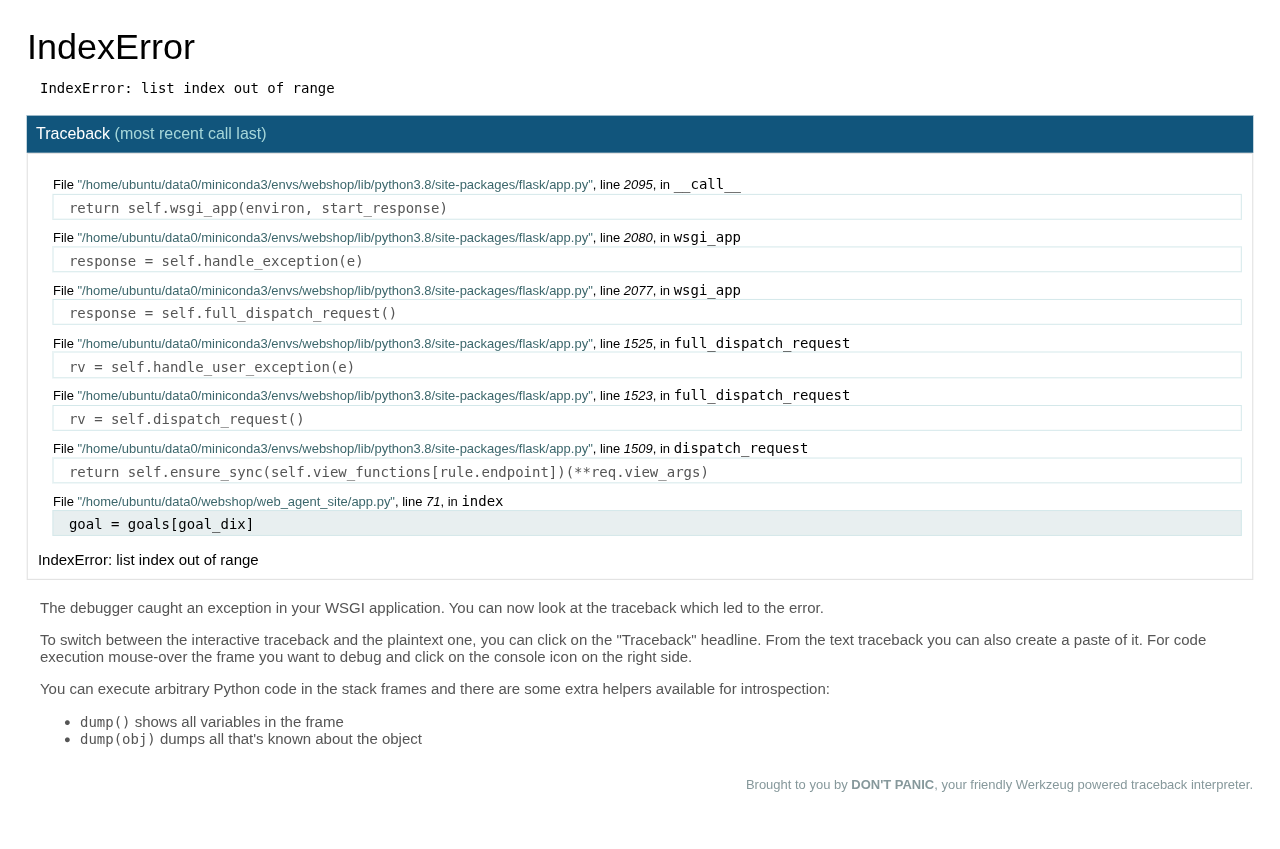 IndexError
IndexError: list index out of range
Traceback (most recent call last)
File "/home/ubuntu/data0/miniconda3/envs/webshop/lib/python3.8/site-packages/flask/app.py", line 2095, in __call__
return self.wsgi_app(environ, start_response)
File "/home/ubuntu/data0/miniconda3/envs/webshop/lib/python3.8/site-packages/flask/app.py", line 2080, in wsgi_app
response = self.handle_exception(e)
File "/home/ubuntu/data0/miniconda3/envs/webshop/lib/python3.8/site-packages/flask/app.py", line 2077, in wsgi_app
response = self.full_dispatch_request()
File "/home/ubuntu/data0/miniconda3/envs/webshop/lib/python3.8/site-packages/flask/app.py", line 1525, in full_dispatch_request
rv = self.handle_user_exception(e)
File "/home/ubuntu/data0/miniconda3/envs/webshop/lib/python3.8/site-packages/flask/app.py", line 1523, in full_dispatch_request
rv = self.dispatch_request()
File "/home/ubuntu/data0/miniconda3/envs/webshop/lib/python3.8/site-packages/flask/app.py", line 1509, in dispatch_request
return self.ensure_sync(self.view_functions[rule.endpoint])(**req.view_args)
File "/home/ubuntu/data0/webshop/web_agent_site/app.py", line 71, in index
goal = goals[goal_dix]
IndexError: list index out of range
The debugger caught an exception in your WSGI application. You can now look at the traceback which led to the error.
To switch between the interactive traceback and the plaintext one, you can click on the "Traceback" headline. From the text traceback you can also create a paste of it. For code
execution mouse-over the frame you want to debug and click on the console icon on the right side.
You can execute arbitrary Python code in the stack frames and there are some extra helpers available for introspection:
• dump() shows all variables in the frame
• dump(obj) dumps all that's known about the object
Brought to you by DON'T PANIC, your friendly Werkzeug powered traceback interpreter.